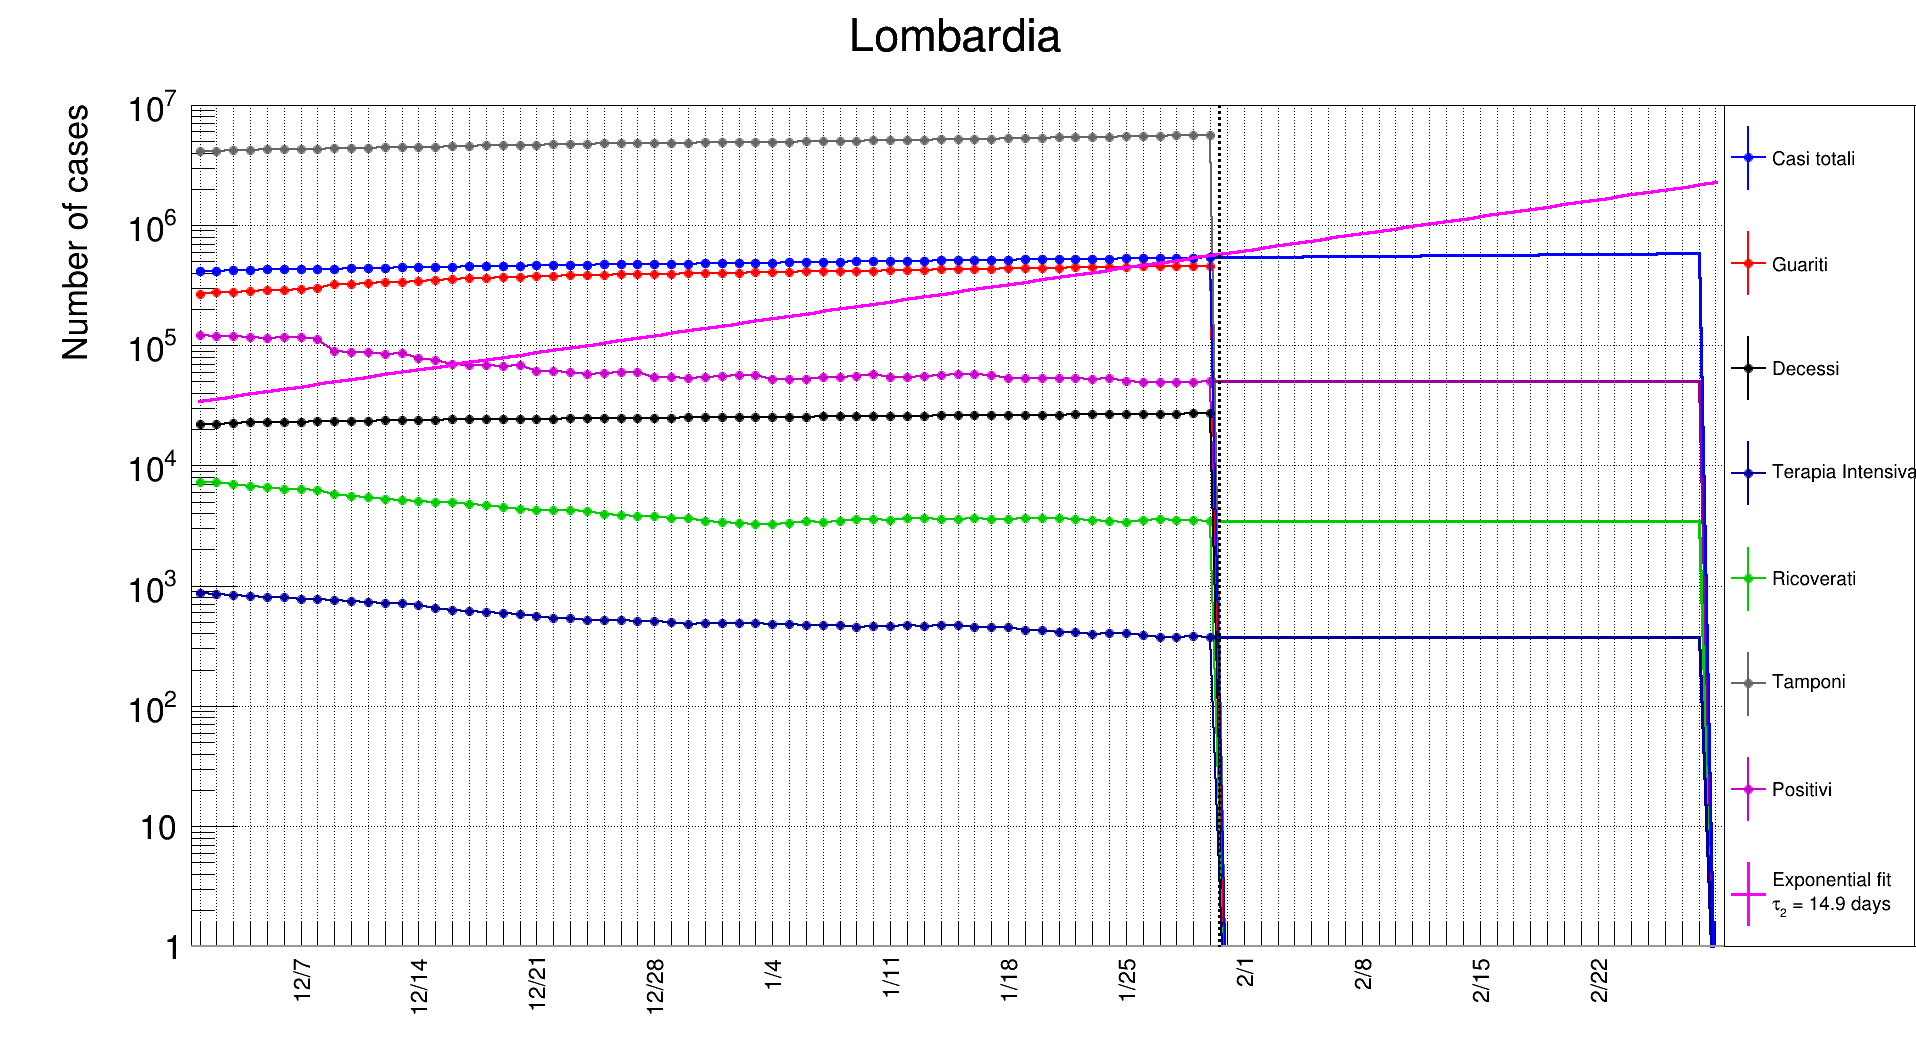 Lombardia
Number of cases
10^7
10^6
10^5
10^4
10^3
10^2
10
1
12/7
12/14
12/21
12/28
1/4
1/11
1/18
1/25
2/1
2/8
2/15
2/22
Casi totali
Guariti
Decessi
Terapia Intensiva
Ricoverati
Tamponi
Positivi
Exponential fit
τ₂ = 14.9 days